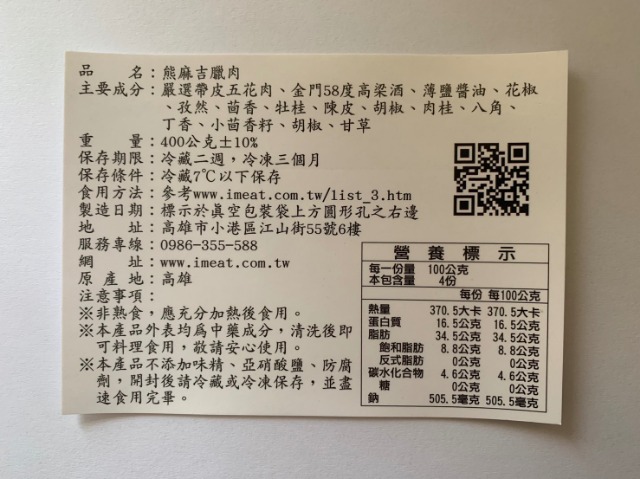 品　　名：熊麻吉臘肉
主要成分：嚴選帶皮五花肉、金門58度高梁酒、薄鹽醬油、花椒
、孜然、茴香、牡桂、陳皮、胡椒、肉桂、八角、
丁香、小茴香籽、胡椒、甘草
重　　量：400公克±10%
保存期限：冷藏二週，冷凍三個月
保存條件：冷藏7℃以下保存
食用方法：參考www.imeat.com.tw/list_3.htm
製造日期：標示於真空包裝袋上方圓形孔之右邊
地　　址：高雄市小港區江山街55號6樓
服務專線：0986-355-588
網　　址：www.imeat.com.tw
原 產 地：高雄
注意事項：
※非熟食，應充分加熱後食用。
※本產品外表均為中藥成分，清洗後即
可料理食用，敬請安心使用。
※本產品不添加味精、亞硝酸鹽、防腐
劑，開封後請冷藏或冷凍保存，並盡
速食用完畢。
營養標示
每一份量 100公克
本包含量 4份
每份 每100公克
熱量 370.5大卡 370.5大卡
蛋白質 16.5公克 16.5公克
脂肪 34.5公克 34.5公克
飽和脂肪 8.8公克 8.8公克
反式脂肪 0公克 0公克
碳水化合物 4.6公克 4.6公克
糖 0公克 0公克
鈉 505.5毫克 505.5毫克